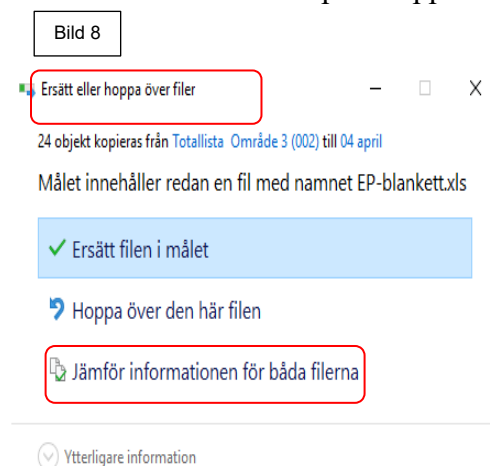 Bild 8
Ersätt eller hoppa över filer
24 objekt kopieras från Totallista Område 3 (002) till 04 april
Målet innehåller redan en fil med namnet EP-blankett.xls
Ersätt filen i målet
Hoppa över den här filen
Jämför informationen för båda filerna
Ytterligare information